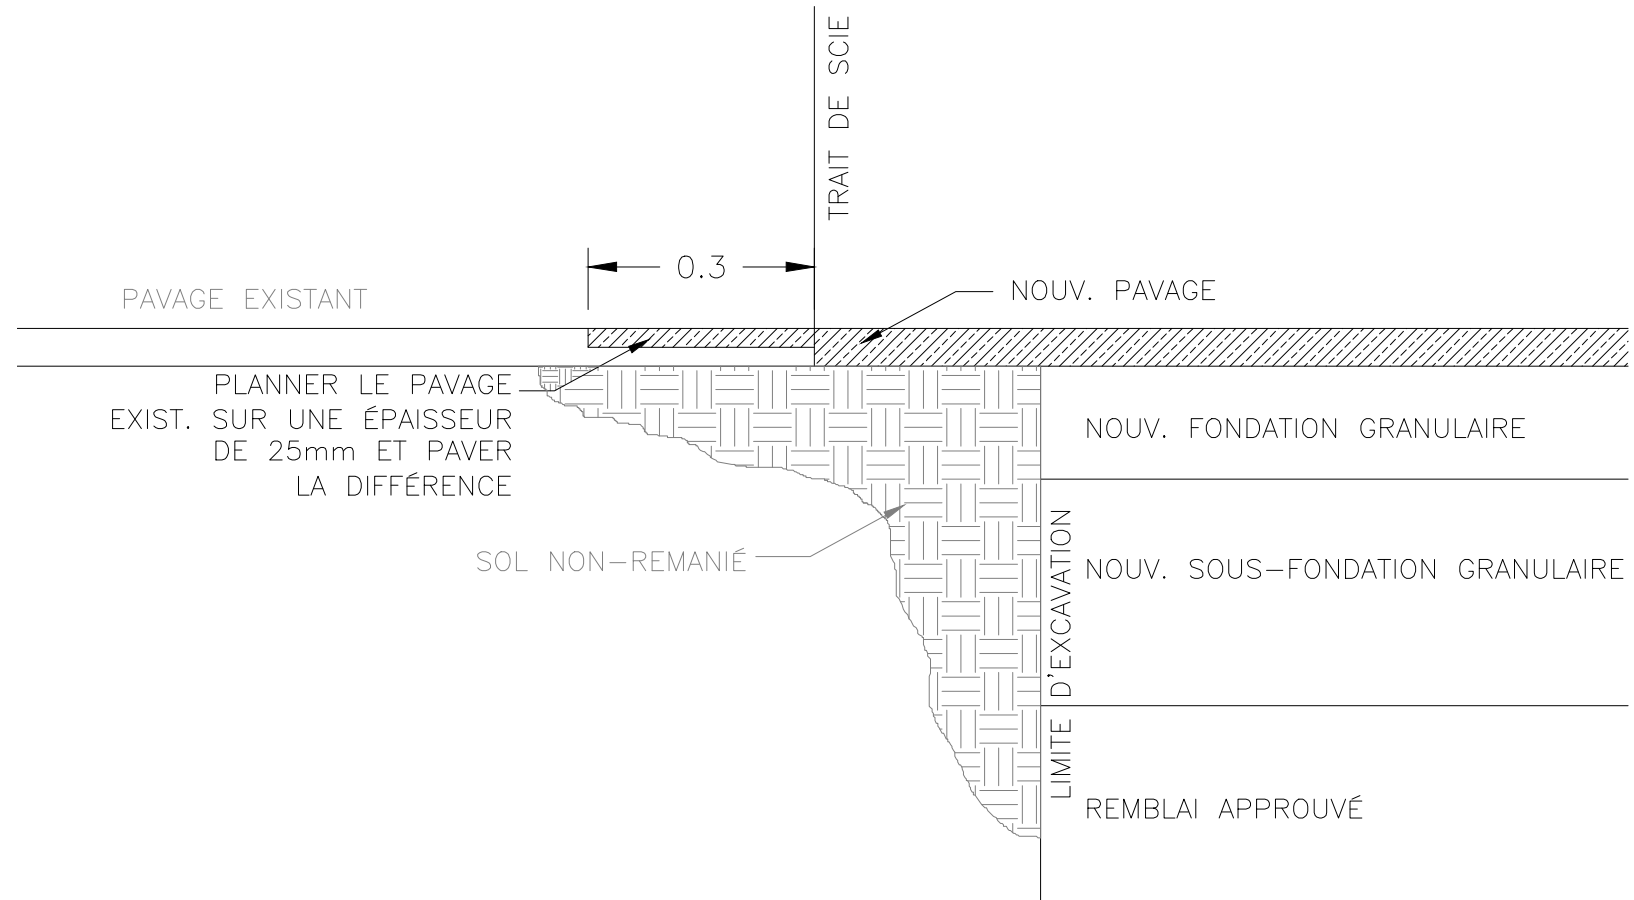 TRAIT DE SCIE
0.3
PAVAGE EXISTANT
NOUV. PAVAGE
PLANNER LE PAVAGE
EXIST. SUR UNE ÉPAISSEUR
DE 25mm ET PAVER
LA DIFFÉRENCE
NOUV. FONDATION GRANULAIRE
SOL NON-REMANIÉ
NOUV. SOUS-FONDATION GRANULAIRE
LIMITE D'EXCAVATION
REMBLAI APPROUVÉ